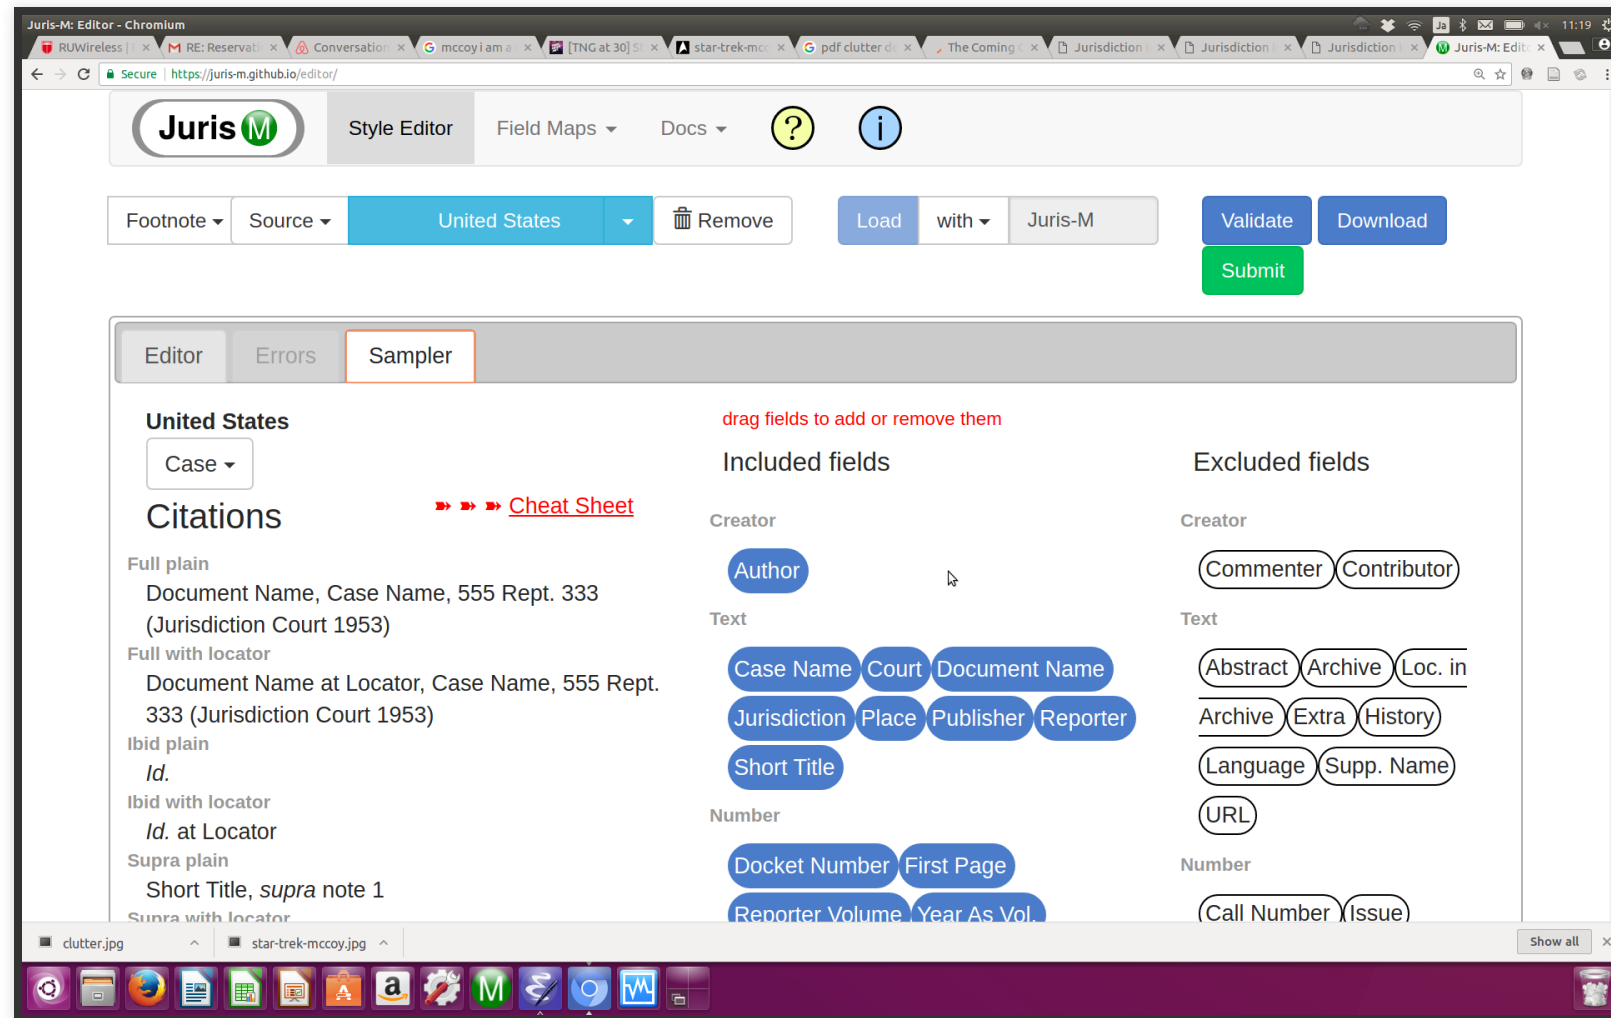 Juris-M: Editor - Chromium
Ja
11:19
RUWireless |
RE: Reservati
Conversation
mccoy i am a
[TNG at 30] S
star-trek-mcc
pdf clutter de
The Coming
Jurisdiction
Jurisdiction
Jurisdiction
Juris-M: Edito
Secure | https://juris-m.github.io/editor/
Juris M
Style Editor
Field Maps
Docs
?
i
Footnote
Source
United States
Remove
Load
with
Juris-M
Validate
Download
Submit
Editor
Errors
Sampler
United States
Case
Citations
Cheat Sheet
Full plain
Document Name, Case Name, 555 Rept. 333
(Jurisdiction Court 1953)
Full with locator
Document Name at Locator, Case Name, 555 Rept.
333 (Jurisdiction Court 1953)
Ibid plain
Id.
Ibid with locator
Id. at Locator
Supra plain
Short Title, supra note 1
Supra with locator
drag fields to add or remove them
Included fields
Creator
Author
Text
Case Name Court Document Name
Jurisdiction Place Publisher Reporter
Short Title
Number
Docket Number First Page
Reporter Volume Year As Vol.
Excluded fields
Creator
Commenter Contributor
Text
Abstract Archive Loc. in
Archive Extra History
Language Supp. Name
URL
Number
Call Number Issue
clutter.jpg
star-trek-mccoy.jpg
Show all
a
M